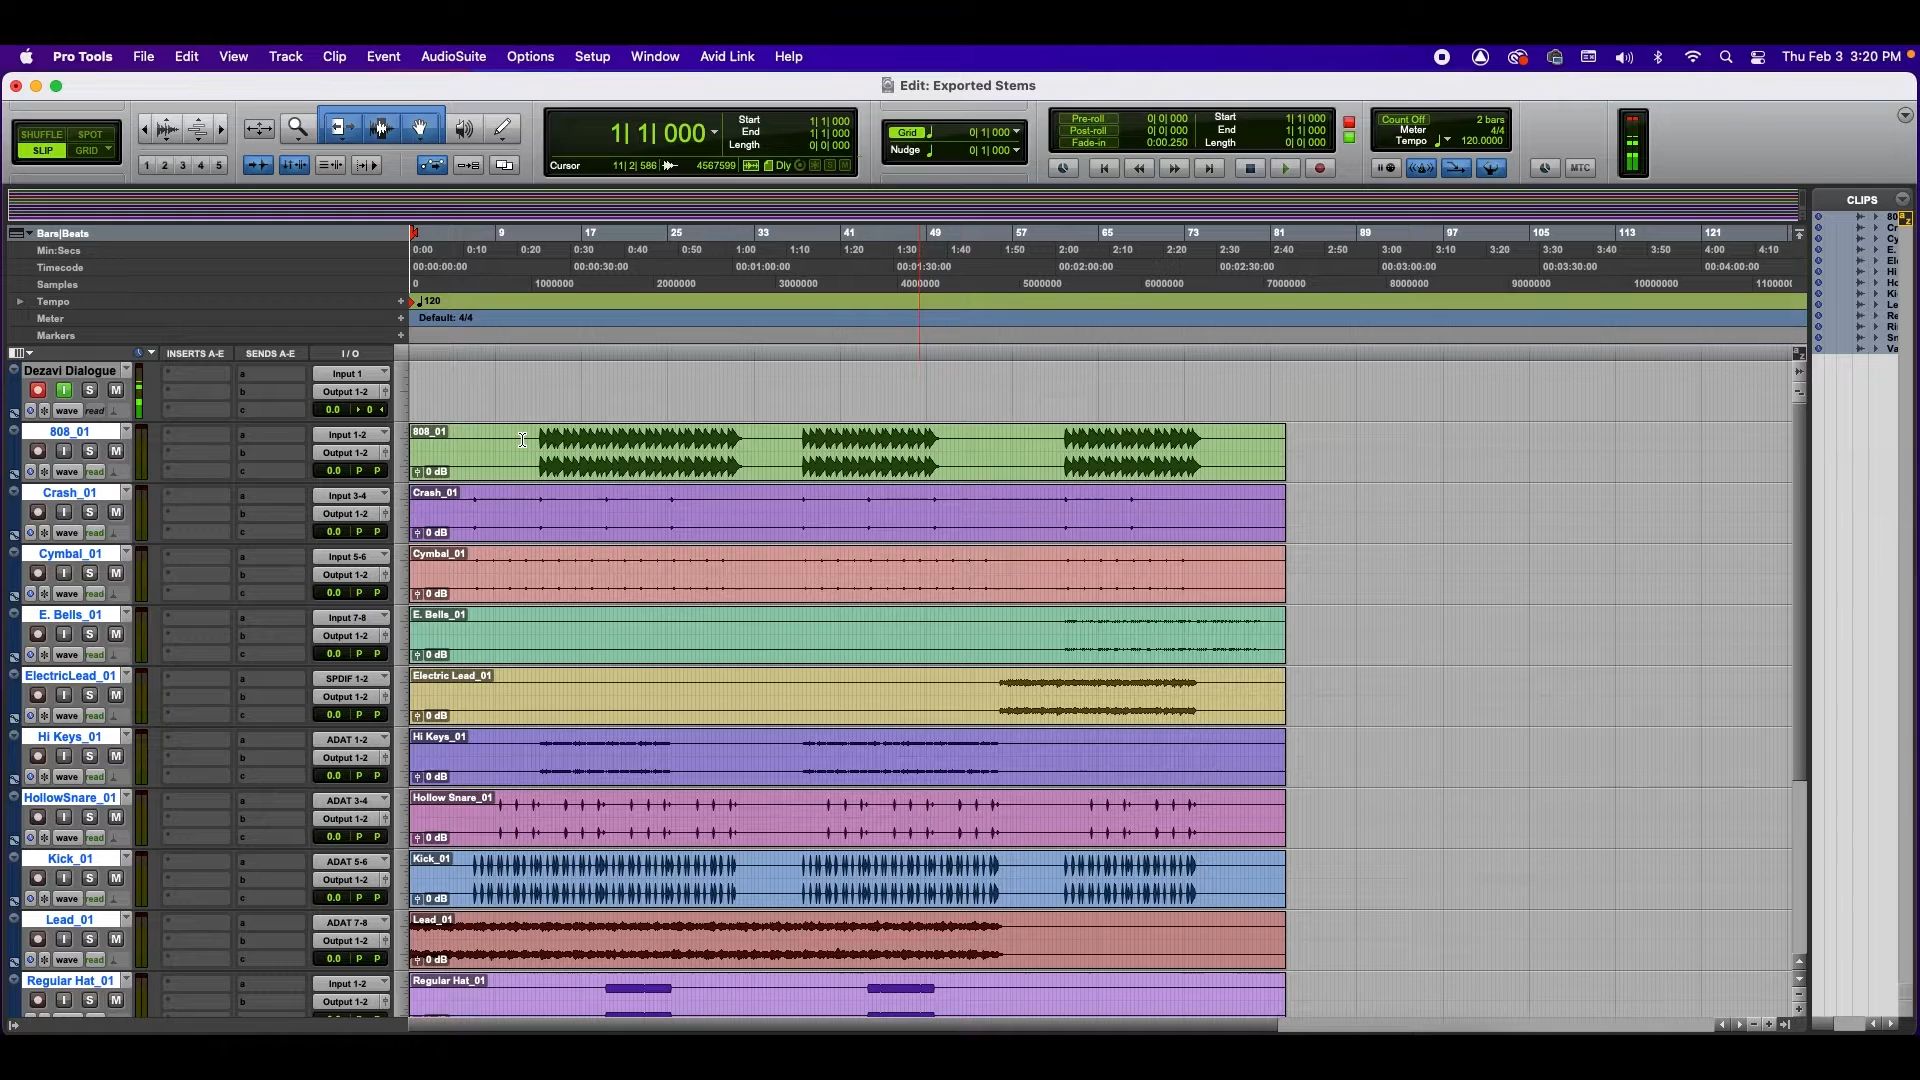 Pro Tools File Edit View Track Clip Event AudioSuite Options Setup Window Avid Link Help Thu Feb 3 3:20 PM
Edit: Exported Stems
SHUFFLE SPOT
SLIP GRID
1 2 3 4 5
1| 1| 000
Start 1| 1| 000
End 1| 1| 000
Length 0| 0| 000
Cursor 11| 2| 586 4567599 Dly S M
Grid 0| 1| 000
Nudge 0| 1| 000
Pre-roll 0| 0| 000
Post-roll 0| 0| 000
Fade-in 0:00.250
Start 1| 1| 000
End 1| 1| 000
Length 0| 0| 000
Count Off 2 bars
Meter 4/4
Tempo 120.0000
MTC
CLIPS
Bars|Beats 9 17 25 33 41 49 57 65 73 81 89 97 105 113 121
Min:Secs 0:00 0:10 0:20 0:30 0:40 0:50 1:00 1:10 1:20 1:30 1:40 1:50 2:00 2:10 2:20 2:30 2:40 2:50 3:00 3:10 3:20 3:30 3:40 3:50 4:00 4:10
Timecode 00:00:00:00 00:00:30:00 00:01:00:00 00:01:30:00 00:02:00:00 00:02:30:00 00:03:00:00 00:03:30:00 00:04:00:00
Samples 0 1000000 2000000 3000000 4000000 5000000 6000000 7000000 8000000 9000000 10000000 1100000
Tempo + 120
Meter + Default: 4/4
Markers +
INSERTS A-E SENDS A-E I / O
Dezavi Dialogue a Input 1
I S M b Output 1-2
wave read c 0.0 0
808_01 a Input 1-2 808_01
I S M b Output 1-2
wave read c 0.0 P P 0 dB
Crash_01 a Input 3-4 Crash_01
I S M b Output 1-2
wave read c 0.0 P P 0 dB
Cymbal_01 a Input 5-6 Cymbal_01
I S M b Output 1-2
wave read c 0.0 P P 0 dB
E. Bells_01 a Input 7-8 E. Bells_01
I S M b Output 1-2
wave read c 0.0 P P 0 dB
ElectricLead_01 a SPDIF 1-2 Electric Lead_01
I S M b Output 1-2
wave read c 0.0 P P 0 dB
Hi Keys_01 a ADAT 1-2 Hi Keys_01
I S M b Output 1-2
wave read c 0.0 P P 0 dB
HollowSnare_01 a ADAT 3-4 Hollow Snare_01
I S M b Output 1-2
wave read c 0.0 P P 0 dB
Kick_01 a ADAT 5-6 Kick_01
I S M b Output 1-2
wave read c 0.0 P P 0 dB
Lead_01 a ADAT 7-8 Lead_01
I S M b Output 1-2
wave read c 0.0 P P 0 dB
Regular Hat_01 a Input 1-2 Regular Hat_01
I S M b Output 1-2
80
Cr
Cy
E.
Ele
Hi
Ho
Ki
Le
Re
Ri
Sn
Va